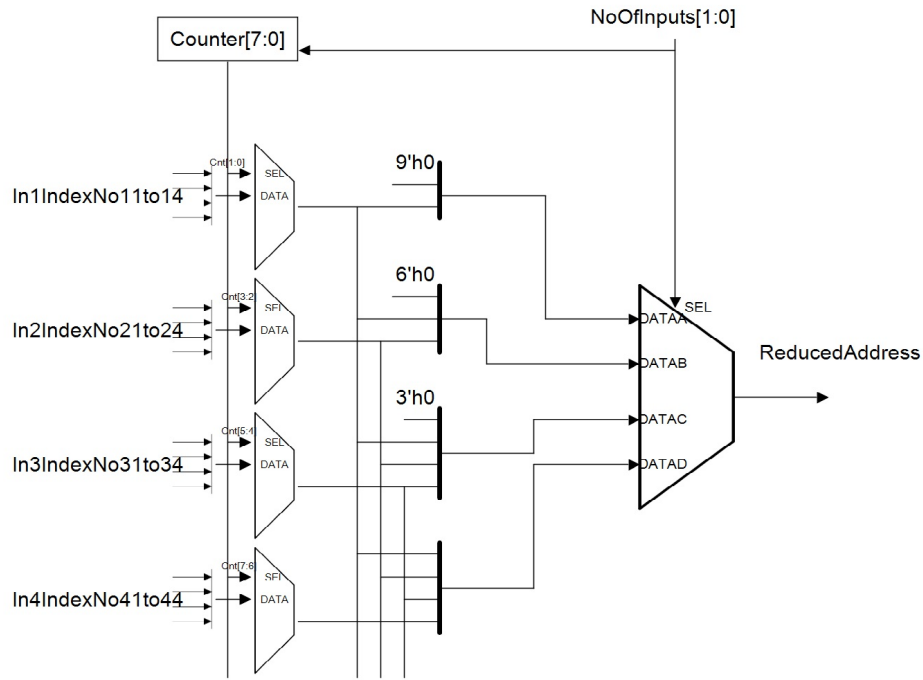 NoOfInputs[1:0]
Counter[7:0]
Cnt[1:0]
SEL
DATA
In1IndexNo11to14
9'h0
Cnt[3:2]
SEL
DATA
In2IndexNo21to24
6'h0
SEL
DATAA
DATAB
DATAC
DATAD
ReducedAddress
3'h0
Cnt[5:4]
SEL
DATA
In3IndexNo31to34
Cnt[7:6]
SEL
DATA
In4IndexNo41to44